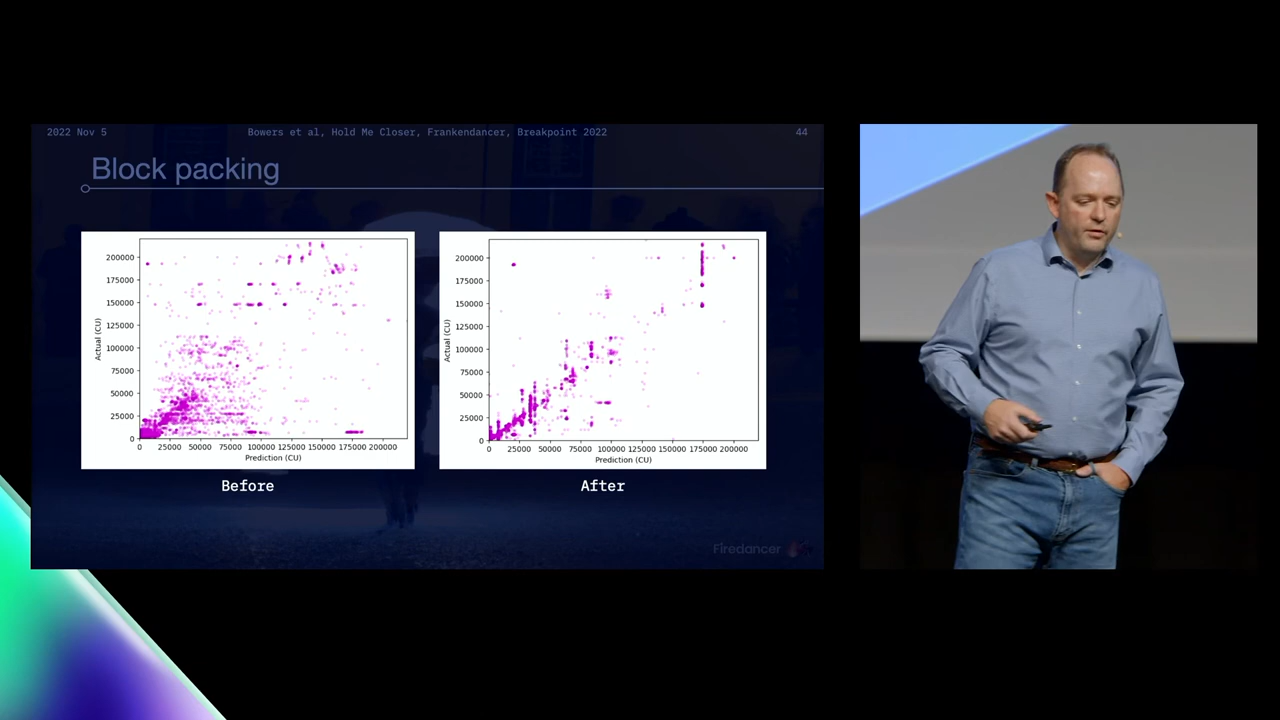 2022 Nov 5 Bowers et al, Hold Me Closer, Frankendancer, Breakpoint 2022 44
Block packing
200000
175000
150000
125000
100000
75000
50000
25000
0
Actual (CU)
0 25000 50000 75000 100000 125000 150000 175000 200000
Prediction (CU)
Before
200000
175000
150000
125000
100000
75000
50000
25000
0
Actual (CU)
0 25000 50000 75000 100000 125000 150000 175000 200000
Prediction (CU)
After
Firedancer